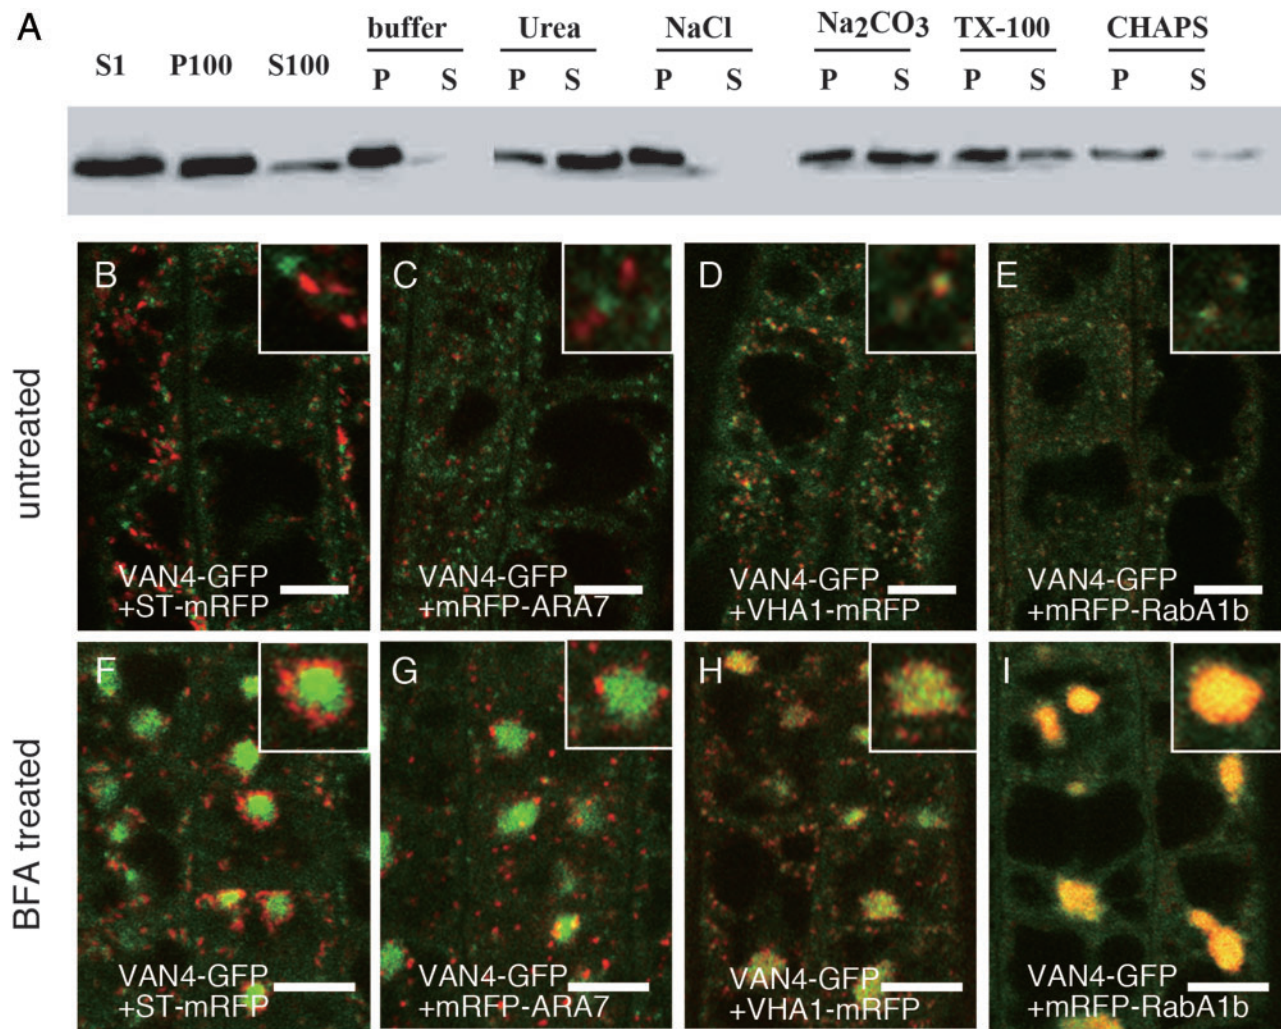 A
buffer Urea NaCl Na₂CO₃ TX-100 CHAPS
S1 P100 S100 P S P S P S P S P S P S
untreated
B C D E
VAN4-GFP VAN4-GFP VAN4-GFP VAN4-GFP
+ST-mRFP +mRFP-ARA7 +VHA1-mRFP +mRFP-RabA1b
BFA treated
F G H I
VAN4-GFP VAN4-GFP VAN4-GFP VAN4-GFP
+ST-mRFP +mRFP-ARA7 +VHA1-mRFP +mRFP-RabA1b